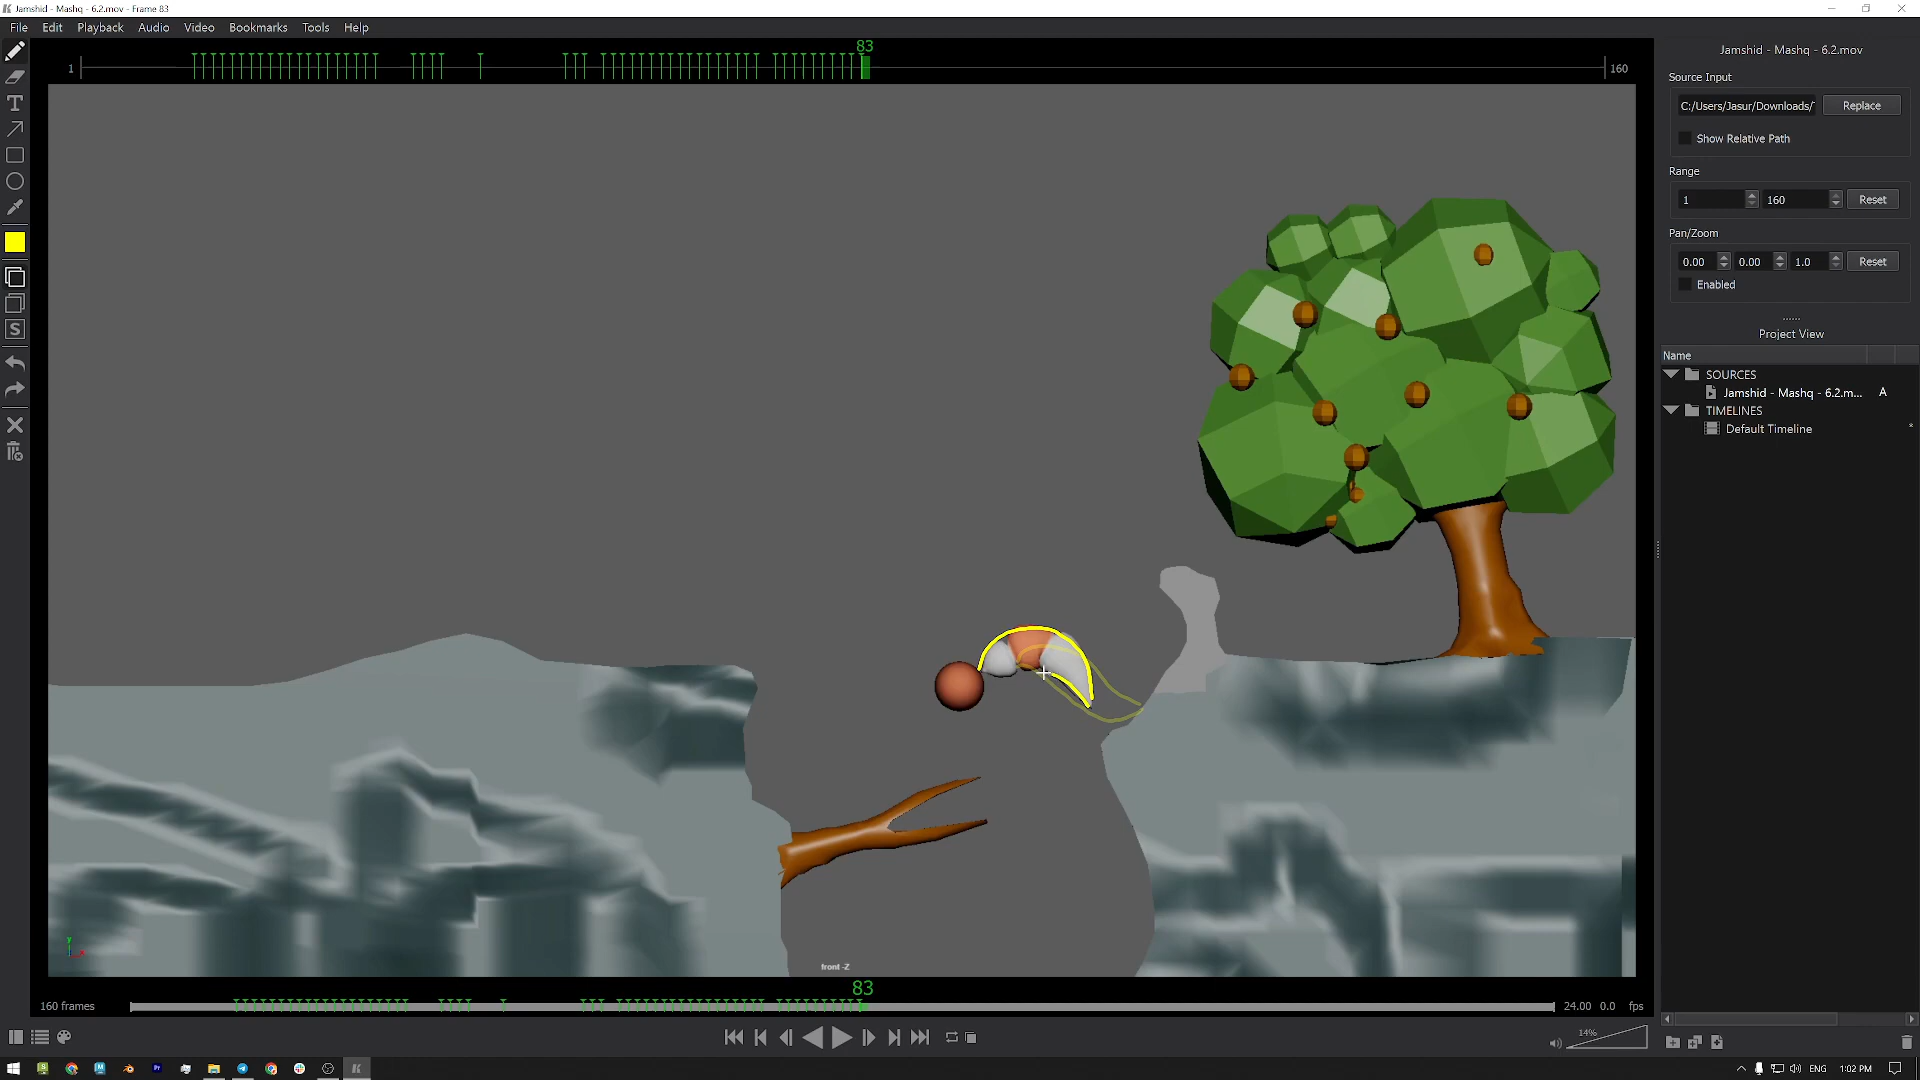 Jamshid - Mashq - 6.2.mov - Frame 83
File Edit Playback Audio Video Bookmarks Tools Help
83
1
160
Jamshid - Mashq - 6.2.mov
Source Input
C:/Users/Jasur/Downloads/ Replace
Show Relative Path
Range
1 160 Reset
Pan/Zoom
0.00 0.00 1.0 Reset
Enabled
Project View
Name
SOURCES
Jamshid - Mashq - 6.2.m... A
TIMELINES
Default Timeline *
T
S
y
x
front -Z
83
160 frames
24.00 0.0 fps
14%
ENG 1:02 PM